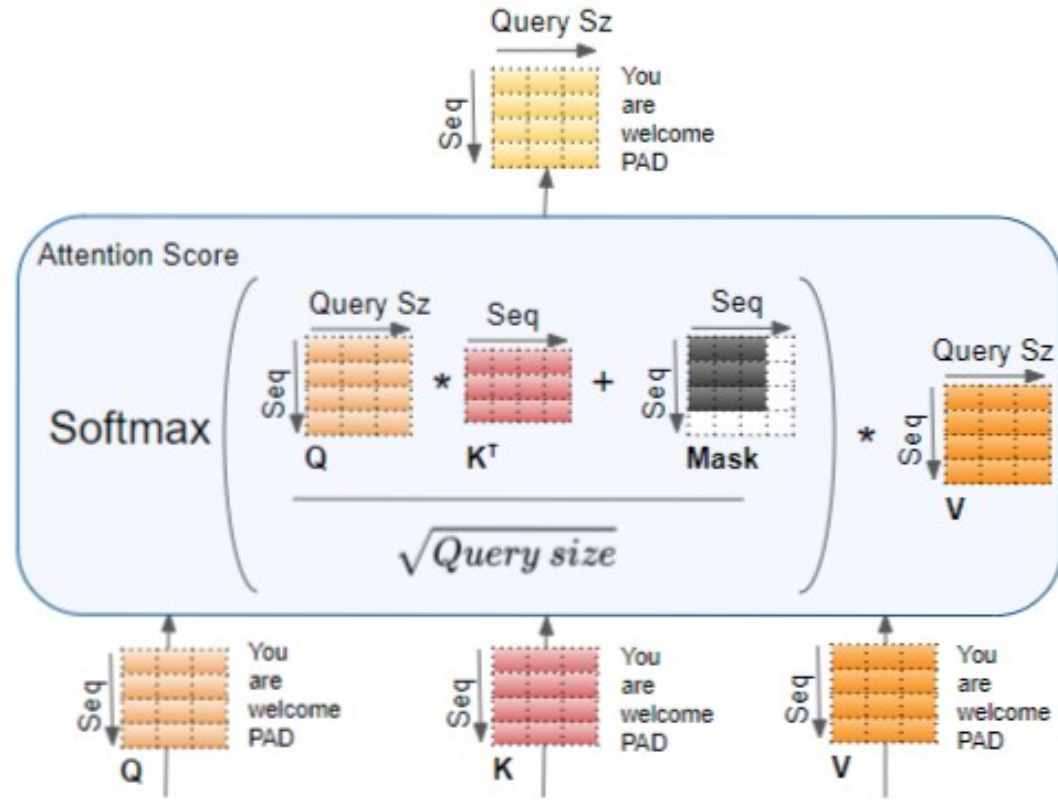 Query Sz
Seq
You
are
welcome
PAD
Attention Score
Softmax
Query Sz
Seq
Q
*
Seq
Kᵀ
+
Seq
Seq
Mask
√Query size
*
Query Sz
Seq
V
Seq
You
are
welcome
PAD
Q
Seq
You
are
welcome
PAD
K
Seq
You
are
welcome
PAD
V